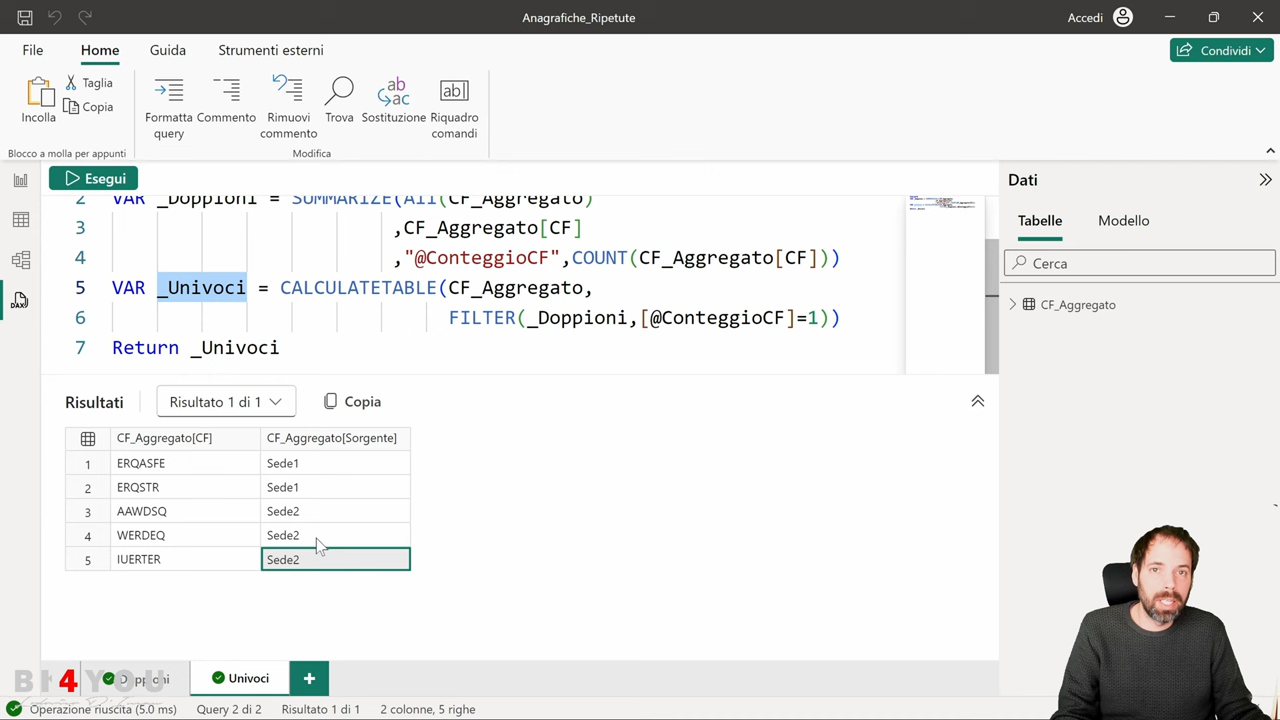 Anagrafiche_Ripetute
Accedi
File Home Guida Strumenti esterni
Condividi
Incolla
Taglia
Copia
Formatta query
Commento
Rimuovi commento
Trova
Sostituzione
Riquadro comandi
Blocco a molla per appunti
Modifica
Esegui
2 VAR _Doppioni = SUMMARIZE(All(CF_Aggregato)
3 ,CF_Aggregato[CF]
4 ,"@ConteggioCF",COUNT(CF_Aggregato[CF]))
5 VAR _Univoci = CALCULATETABLE(CF_Aggregato,
6 FILTER(_Doppioni,[@ConteggioCF]=1))
7 Return _Univoci
Dati
Tabelle Modello
Cerca
CF_Aggregato
Risultati Risultato 1 di 1 Copia
CF_Aggregato[CF] CF_Aggregato[Sorgente]
1 ERQASFE Sede1
2 ERQSTR Sede1
3 AAWDSQ Sede2
4 WERDEQ Sede2
5 IUERTER Sede2
BI4YOU
Doppioni Univoci
Operazione riuscita (5.0 ms) Query 2 di 2 Risultato 1 di 1 2 colonne, 5 righe